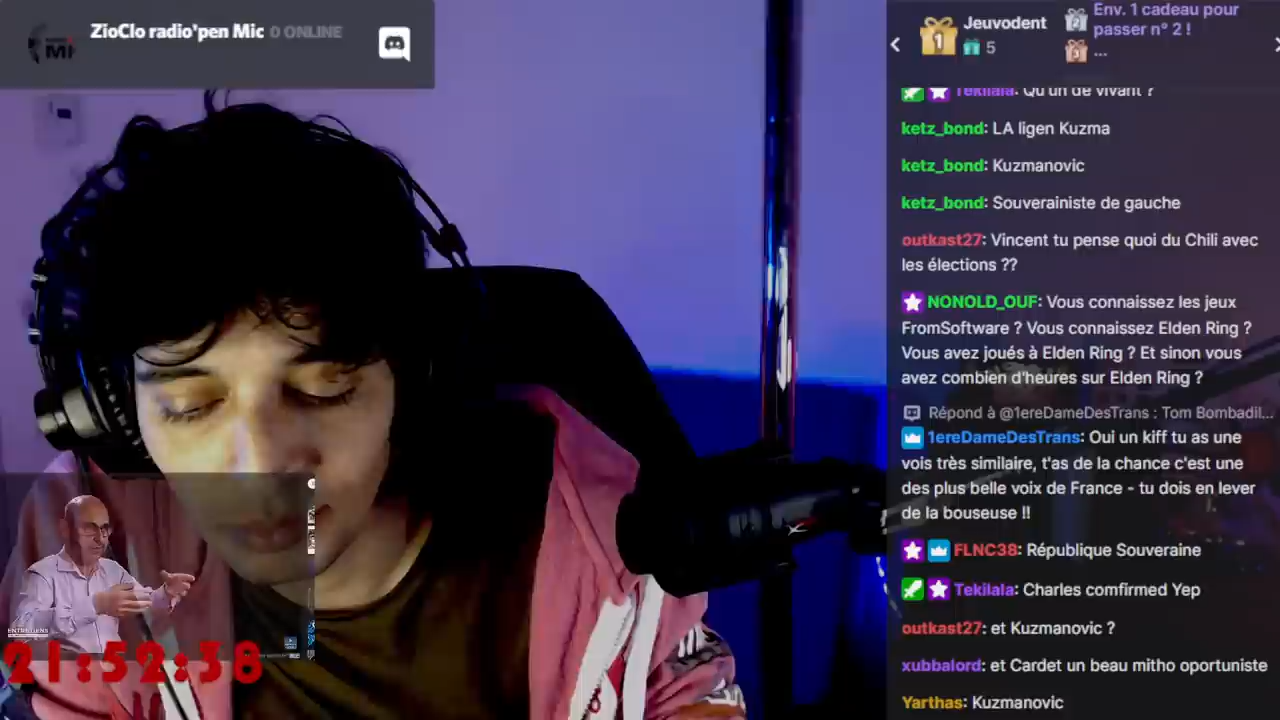 ZioClo radio'pen Mic 0 ONLINE
MI
Jeuvodent
1
5
2
Env. 1 cadeau pour
passer n° 2 !
3
...
Tekilala: Qu'un de vivant ?
ketz_bond: LA ligen Kuzma
ketz_bond: Kuzmanovic
ketz_bond: Souverainiste de gauche
outkast27: Vincent tu pense quoi du Chili avec
les élections ??
NONOLD_OUF: Vous connaissez les jeux
FromSoftware ? Vous connaissez Elden Ring ?
Vous avez joués à Elden Ring ? Et sinon vous
avez combien d'heures sur Elden Ring ?
Répond à @1ereDameDesTrans : Tom Bombadil...
1ereDameDesTrans: Oui un kiff tu as une
vois très similaire, t'as de la chance c'est une
des plus belle voix de France - tu dois en lever
de la bouseuse !!
FLNC38: République Souveraine
Tekilala: Charles comfirmed Yep
outkast27: et Kuzmanovic ?
xubbalord: et Cardet un beau mitho oportuniste
Yarthas: Kuzmanovic
ENTRETIENS
21:52:38